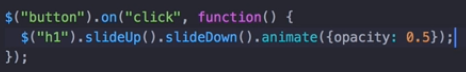 $("button").on("click", function() {
  $("h1").slideUp().slideDown().animate({opacity: 0.5});
});